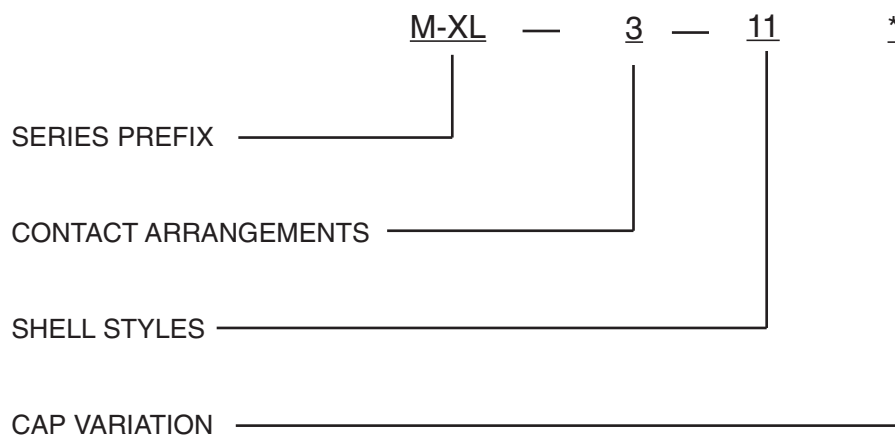 M-XL — 3 — 11 *
SERIES PREFIX
CONTACT ARRANGEMENTS
SHELL STYLES
CAP VARIATION